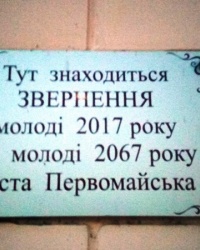 Тут знаходиться
ЗВЕРНЕННЯ
молоді 2017 року
молоді 2067 року
ста Первомайська